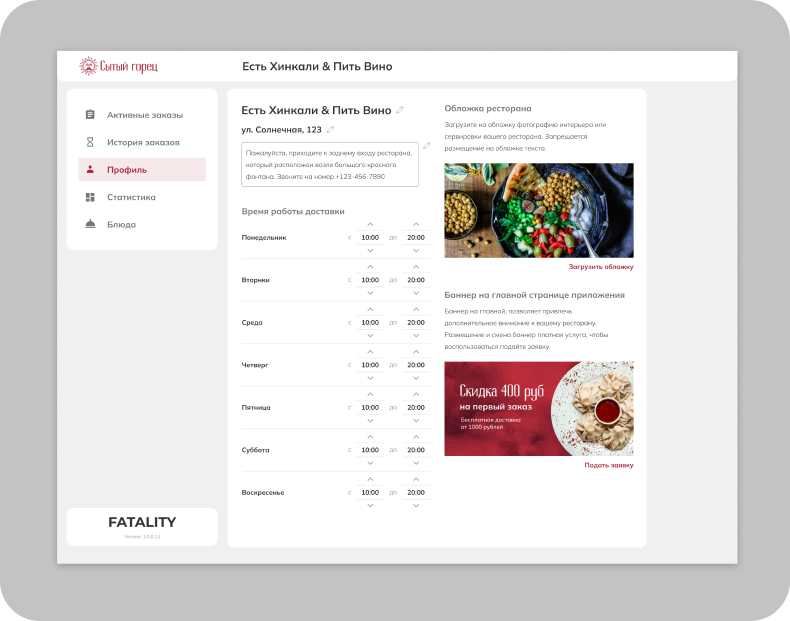 Сытый горец
Есть Хинкали & Пить Вино
Активные заказы
История заказов
Профиль
Статистика
Блюда
FATALITY
Version 1.0.0.11
Есть Хинкали & Пить Вино
ул. Солнечная, 123
Пожалуйста, приходите к заднему входу ресторана,
который расположен возле большого красного
фонтана. Звоните на номер +123-456-7890
Время работы доставки
Понедельник с 10:00 до 20:00
Вторники с 10:00 до 20:00
Среда с 10:00 до 20:00
Четверг с 10:00 до 20:00
Пятница с 10:00 до 20:00
Суббота с 10:00 до 20:00
Воскресенье с 10:00 до 20:00
Обложка ресторана
Загрузите на обложку фотографию интерьера или
сервировки вашего ресторана. Запрещается
размещение на обложке текста.
Загрузить обложку
Баннер на главной странице приложения
Баннер на главной, позволяет привлечь
дополнительное внимание к вашему ресторану.
Размещение и смена баннер платная услуга, чтобы
воспользоваться подайте заявку.
Скидка 400 руб
на первый заказ
Бесплатная доставка
от 1000 рублей
Подать заявку